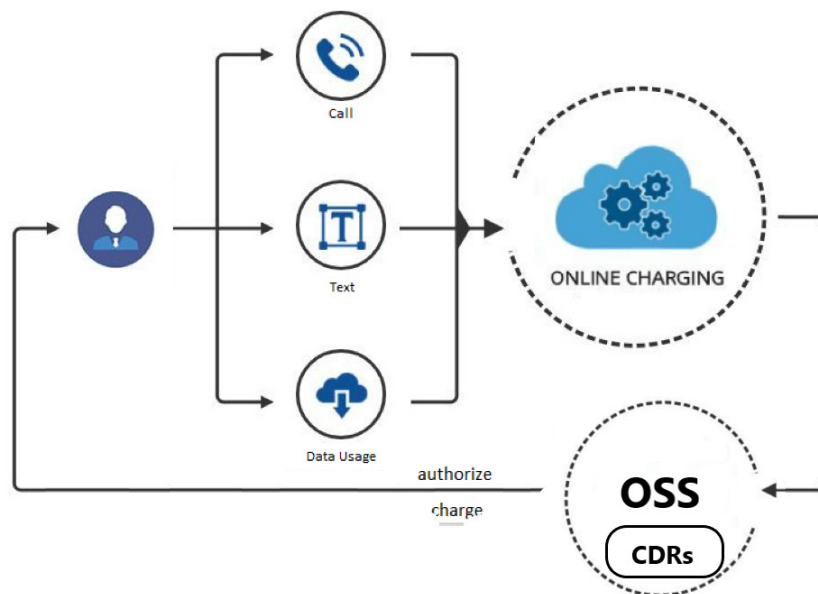 Call
ONLINE CHARGING
Text
Data Usage
authorize
charge
OSS
CDRs